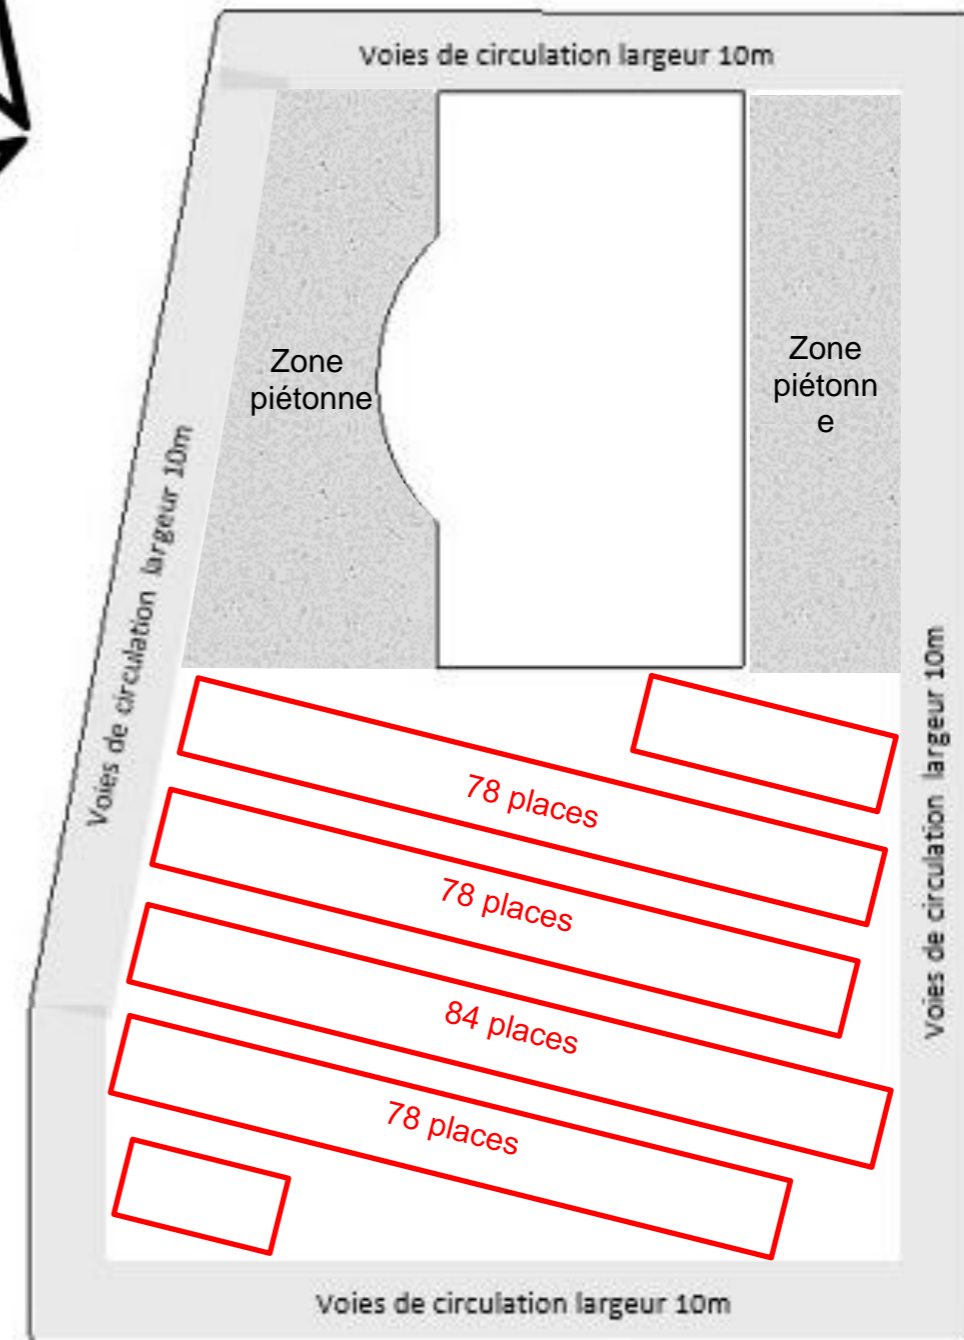 Voies de circulation largeur 10m
Zone
piétonne
Zone
piétonn
e
Voies de circulation largeur 10m
Voies de circulation largeur 10m
78 places
78 places
84 places
78 places
Voies de circulation largeur 10m